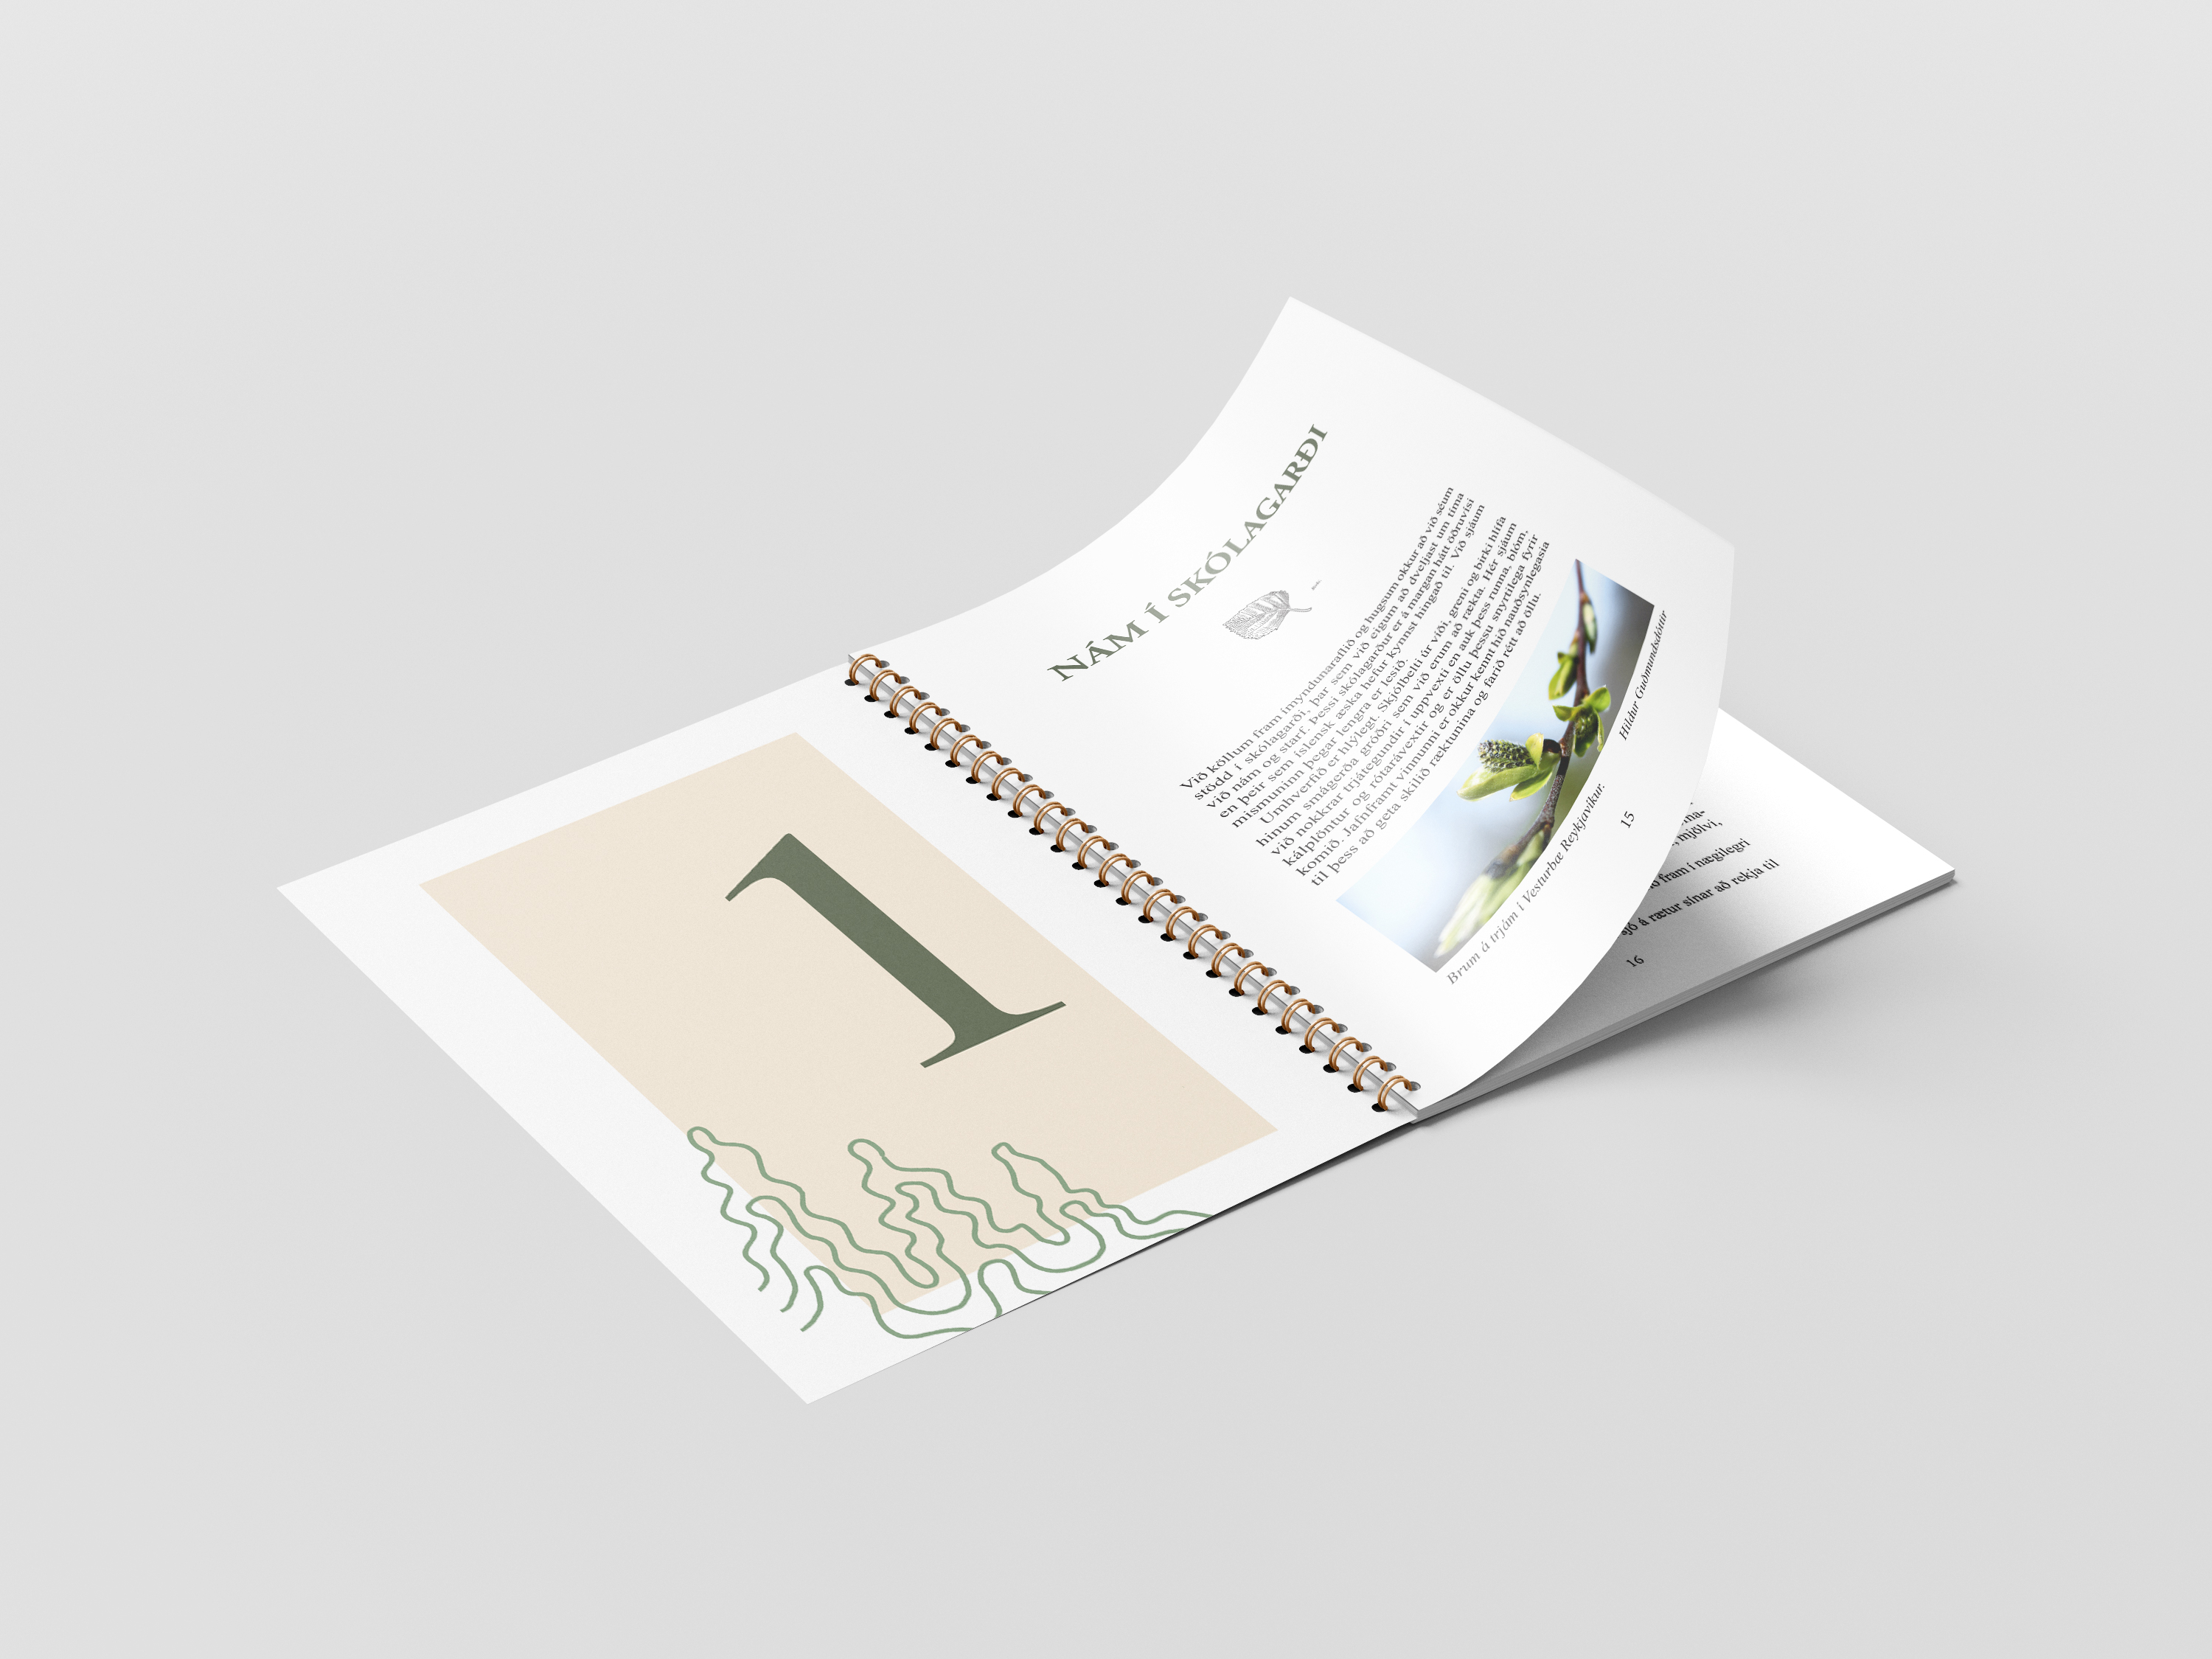 1
NÁM Í SKÓLAGARÐI
Við köllum fram ímyndunaraflið og hugsum okkur að við séum
stödd í skólagarði, þar sem við eigum að dveljast um tíma
við nám og starf. Þessi skólagarður er á margan hátt öðruvísi
en þeir sem íslensk æska hefur kynnst hingað til. Við sjáum
mismuninn þegar lengra er lesið.
Umhverfið er hlýlegt. Skjólbelti úr víði, greni og birki hlífa
hinum smágerða gróðri sem við erum að rækta. Hér sjáum
við nokkrar trjátegundir í uppvexti en auk þess runna, blóm,
kálplöntur og rótarávextir og er öllu þessu snyrtilega fyrir
komið. Jafnframt vinnunni er okkur kennt hið nauðsynlegasta
til þess að geta skilið ræktunina og farið rétt að öllu.
Brum á trjám í Vesturbæ Reykjavíkur. Hildur Guðmundsdóttir
15
mjölvi,
fram í nægilegri
á rætur sínar að rekja til
16